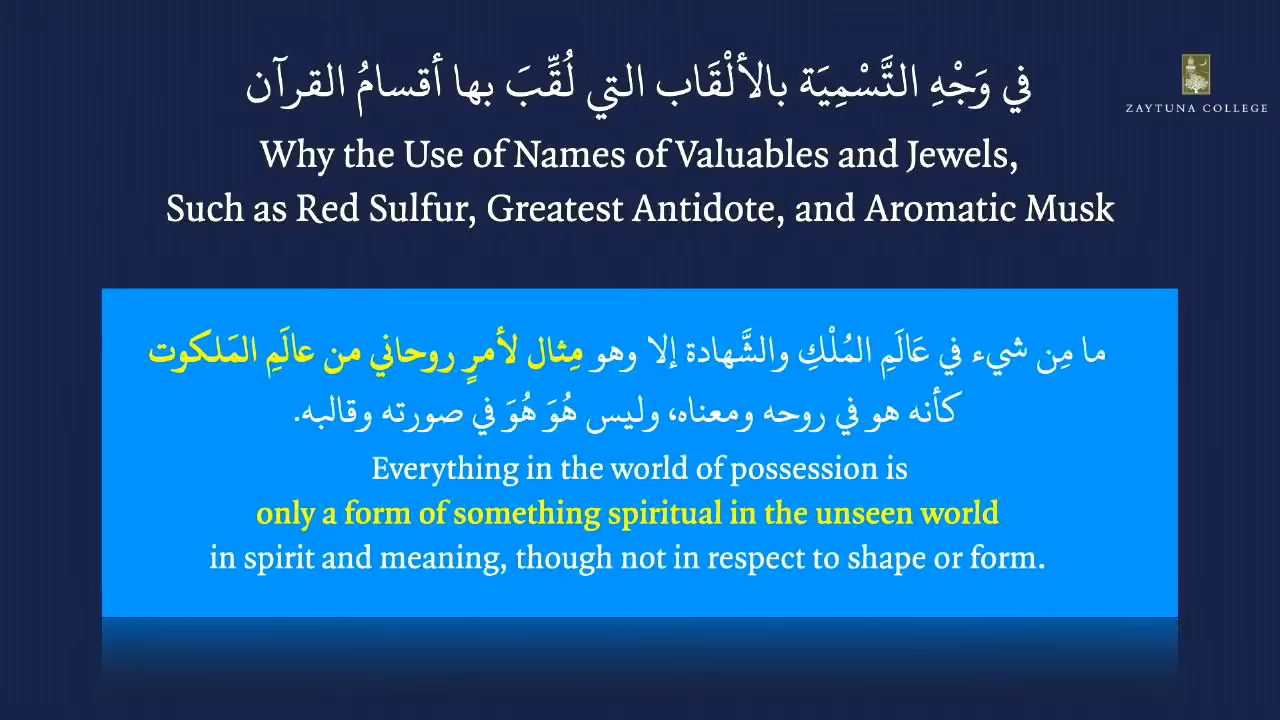 في وَجْهِ التَّسْمِيَة بالألْقَاب التي لُقِّبَ بها أقسامُ القرآن
ZAYTUNA COLLEGE
Why the Use of Names of Valuables and Jewels,
Such as Red Sulfur, Greatest Antidote, and Aromatic Musk
ما مِن شيء في عَالَمِ المُلْكِ والشَّهادة إلا وهو مِثال لأمرٍ روحاني من عالَمِ المَلكوت
كأنه هو في روحه ومعناه، وليس هُوَ هُوَ في صورته وقالبه.
Everything in the world of possession is
only a form of something spiritual in the unseen world
in spirit and meaning, though not in respect to shape or form.